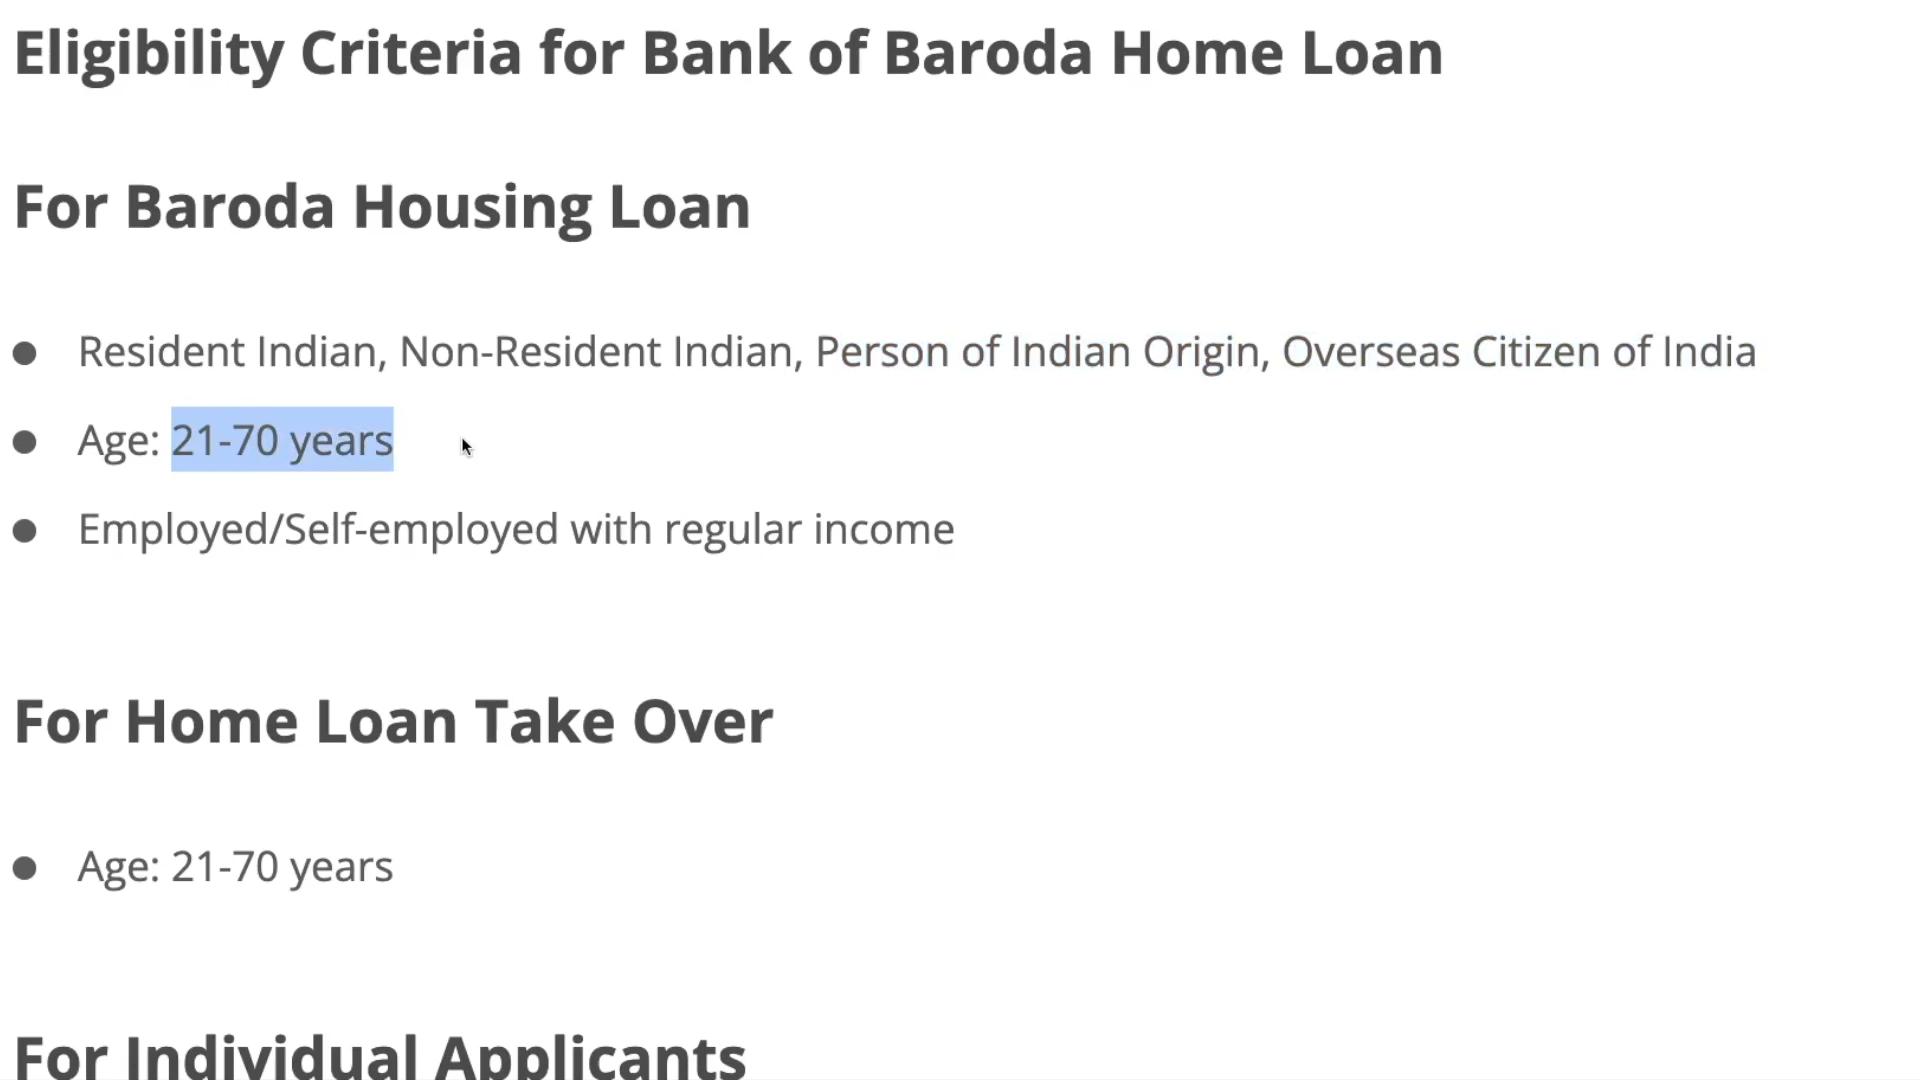 Eligibility Criteria for Bank of Baroda Home Loan
For Baroda Housing Loan
Resident Indian, Non-Resident Indian, Person of Indian Origin, Overseas Citizen of India
Age: 21-70 years
Employed/Self-employed with regular income
For Home Loan Take Over
Age: 21-70 years
For Individual Applicants